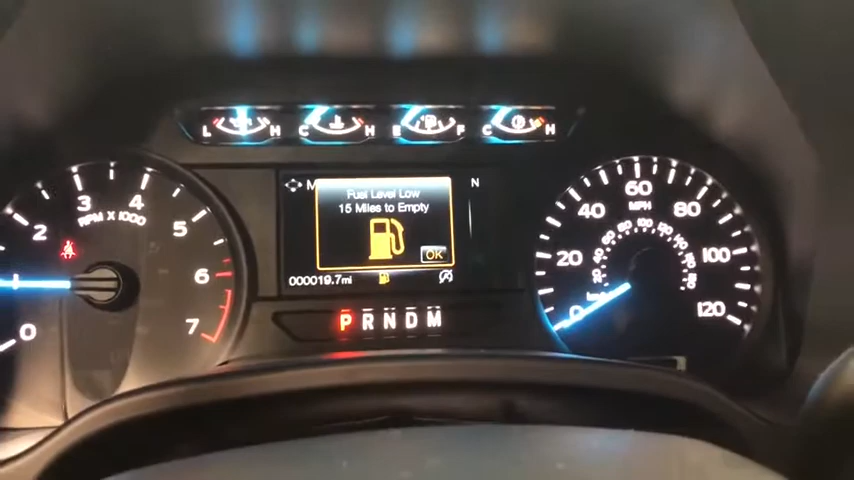 L H C H E F C H
M
N
Fuel Level Low
15 Miles to Empty
OK
000019.7mi
P R N D M
0 2 3 4 5 6 7
RPM X 1000
0 20 40 60 80 100 120
MPH
km/h